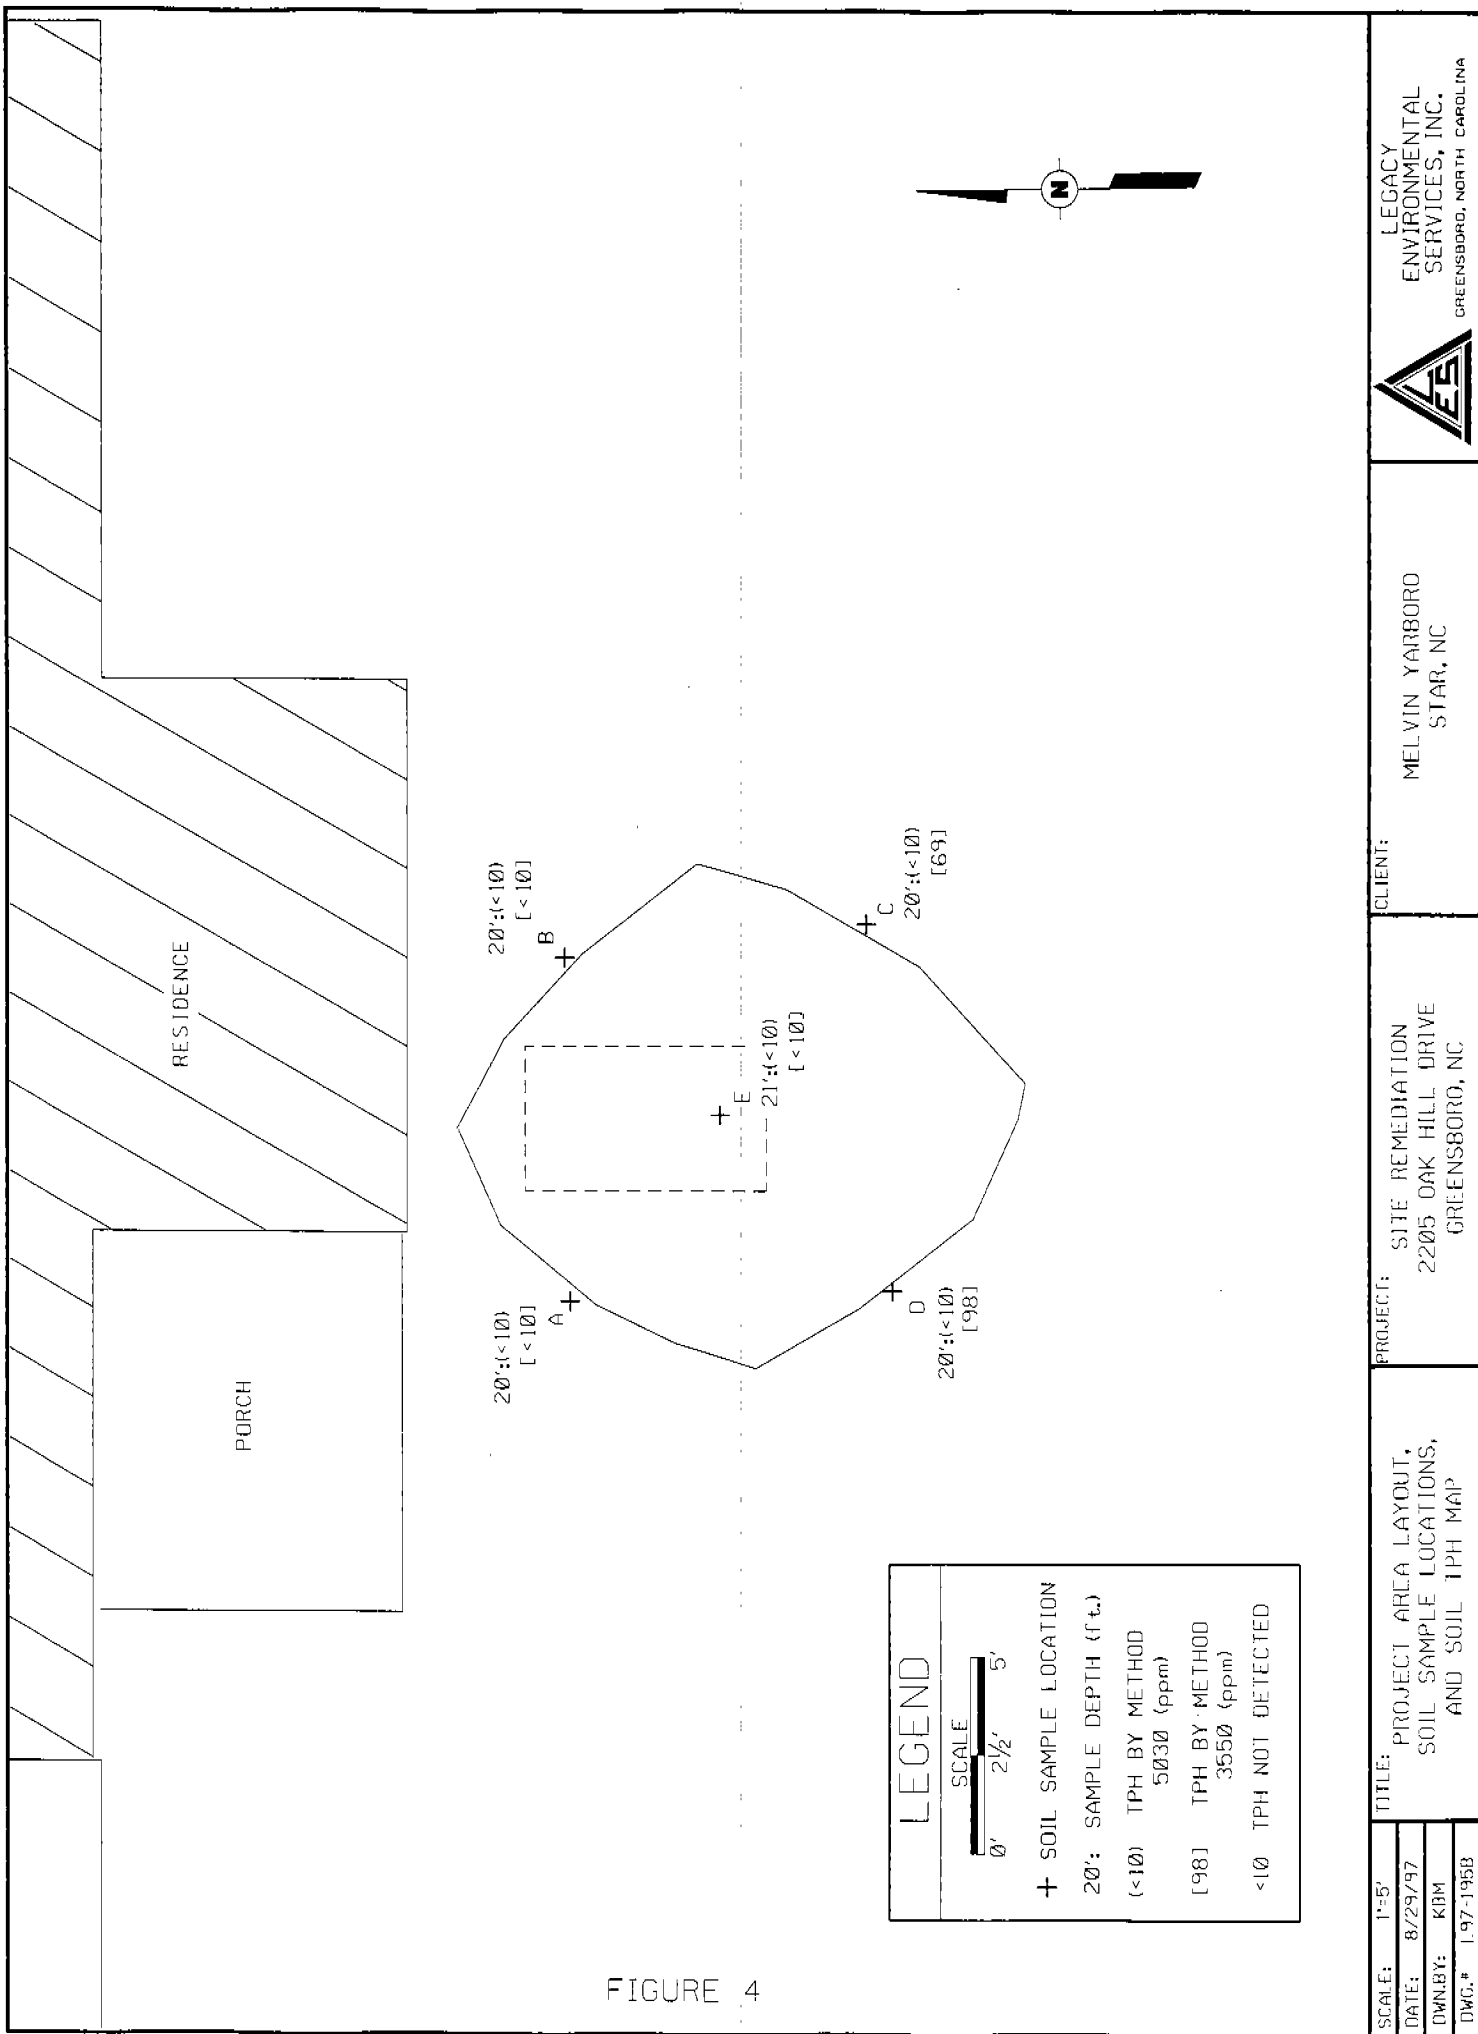 RESIDENCE
PORCH
20':(<10)
[<10]
A
20':(<10)
[<10]
B
E
21':(<10)
[<10]
C
20':(<10)
[69]
D
20':(<10)
[98]
N
LEGEND
SCALE
0' 2½' 5'
+ SOIL SAMPLE LOCATION
20': SAMPLE DEPTH (ft.)
(<10) TPH BY METHOD
5030 (ppm)
[98] TPH BY METHOD
3550 (ppm)
<10 TPH NOT DETECTED
FIGURE 4
SCALE: 1"=5'
DATE: 8/29/97
DWN.BY: KBM
DWG.# L97-195B
TITLE:
PROJECT AREA LAYOUT,
SOIL SAMPLE LOCATIONS,
AND SOIL TPH MAP
PROJECT:
SITE REMEDIATION
2205 OAK HILL DRIVE
GREENSBORO, NC
CLIENT:
MELVIN YARBORO
STAR, NC
LES
LEGACY
ENVIRONMENTAL
SERVICES, INC.
GREENSBORO, NORTH CAROLINA